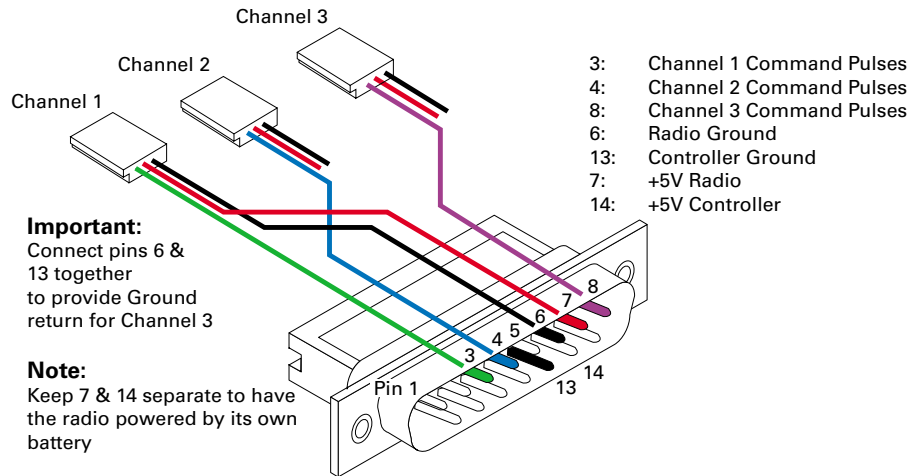 Channel 3
Channel 2
Channel 1
3: Channel 1 Command Pulses
4: Channel 2 Command Pulses
8: Channel 3 Command Pulses
6: Radio Ground
13: Controller Ground
7: +5V Radio
14: +5V Controller
Important:
Connect pins 6 &
13 together
to provide Ground
return for Channel 3
Note:
Keep 7 & 14 separate to have
the radio powered by its own
battery
Pin 1
3
4
5
6
7
8
13
14